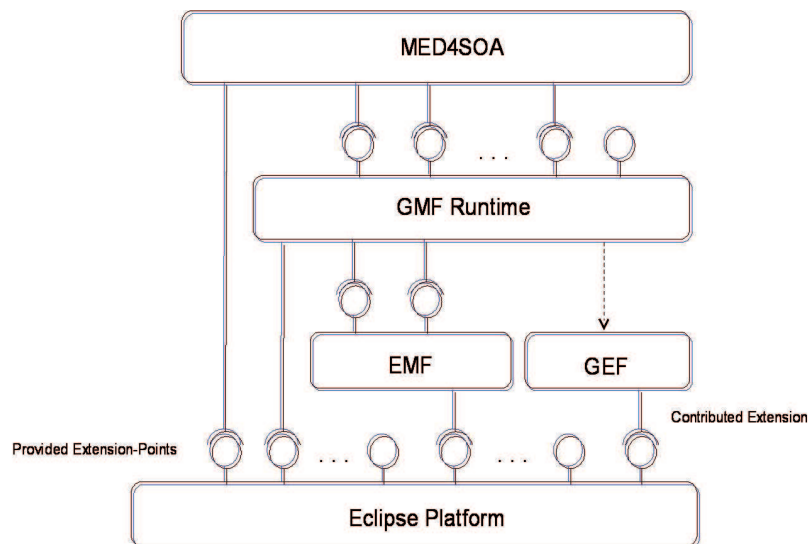 MED4SOA
. . .
GMF Runtime
EMF
GEF
Contributed Extension
Provided Extension-Points
. . .
. . .
Eclipse Platform